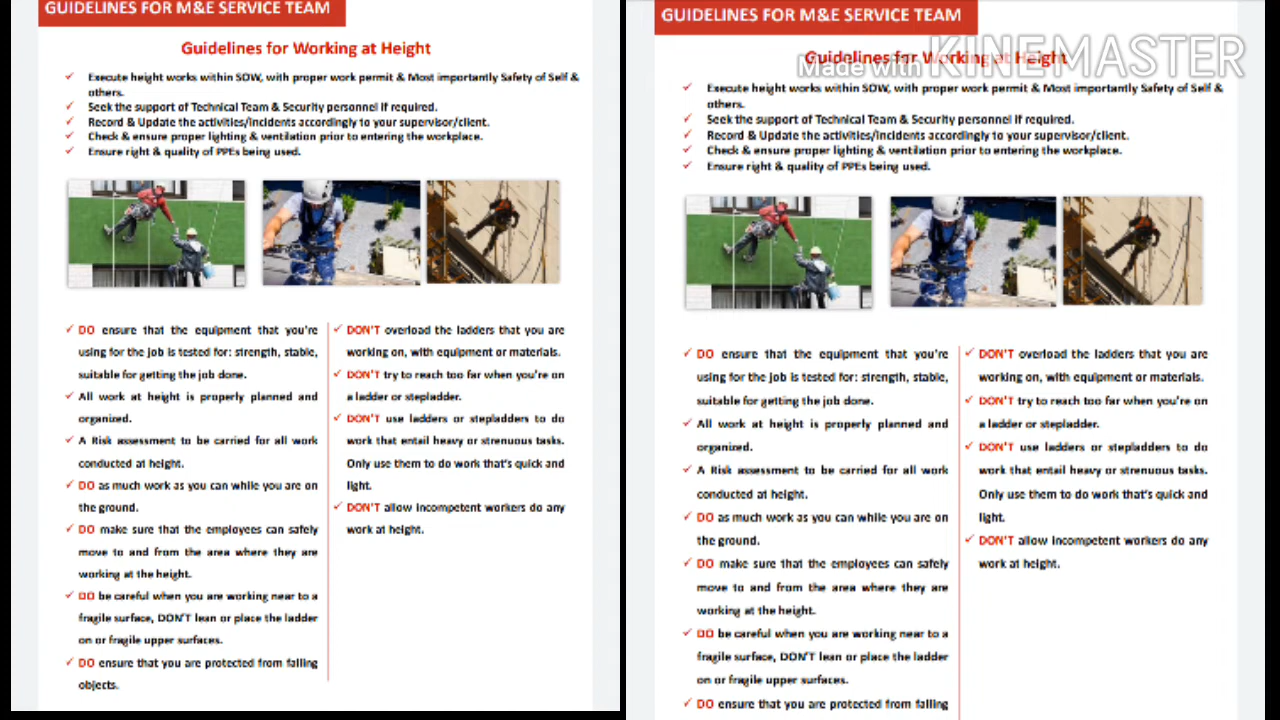 GUIDELINES FOR M&E SERVICE TEAM
Guidelines for Working at Height
✓ Execute height works within SOW, with proper work permit & Most importantly Safety of Self &
others.
✓ Seek the support of Technical Team & Security personnel if required.
✓ Record & Update the activities/incidents accordingly to your supervisor/client.
✓ Check & ensure proper lighting & ventilation prior to entering the workplace.
✓ Ensure right & quality of PPEs being used.
✓ DO ensure that the equipment that you're
using for the job is tested for: strength, stable,
suitable for getting the job done.
✓ All work at height is properly planned and
organized.
✓ A Risk assessment to be carried for all work
conducted at height.
✓ DO as much work as you can while you are on
the ground.
✓ DO make sure that the employees can safely
move to and from the area where they are
working at the height.
✓ DO be careful when you are working near to a
fragile surface, DON'T lean or place the ladder
on or fragile upper surfaces.
✓ DO ensure that you are protected from falling
objects.
✓ DON'T overload the ladders that you are
working on, with equipment or materials.
✓ DON'T try to reach too far when you're on
a ladder or stepladder.
✓ DON'T use ladders or stepladders to do
work that entail heavy or strenuous tasks.
Only use them to do work that's quick and
light.
✓ DON'T allow incompetent workers do any
work at height.
GUIDELINES FOR M&E SERVICE TEAM
Guidelines for Working at Height
Made with KINEMASTER
✓ Execute height works within SOW, with proper work permit & Most importantly Safety of Self &
others.
✓ Seek the support of Technical Team & Security personnel if required.
✓ Record & Update the activities/incidents accordingly to your supervisor/client.
✓ Check & ensure proper lighting & ventilation prior to entering the workplace.
✓ Ensure right & quality of PPEs being used.
✓ DO ensure that the equipment that you're
using for the job is tested for: strength, stable,
suitable for getting the job done.
✓ All work at height is properly planned and
organized.
✓ A Risk assessment to be carried for all work
conducted at height.
✓ DO as much work as you can while you are on
the ground.
✓ DO make sure that the employees can safely
move to and from the area where they are
working at the height.
✓ DO be careful when you are working near to a
fragile surface, DON'T lean or place the ladder
on or fragile upper surfaces.
✓ DO ensure that you are protected from falling
✓ DON'T overload the ladders that you are
working on, with equipment or materials.
✓ DON'T try to reach too far when you're on
a ladder or stepladder.
✓ DON'T use ladders or stepladders to do
work that entail heavy or strenuous tasks.
Only use them to do work that's quick and
light.
✓ DON'T allow incompetent workers do any
work at height.